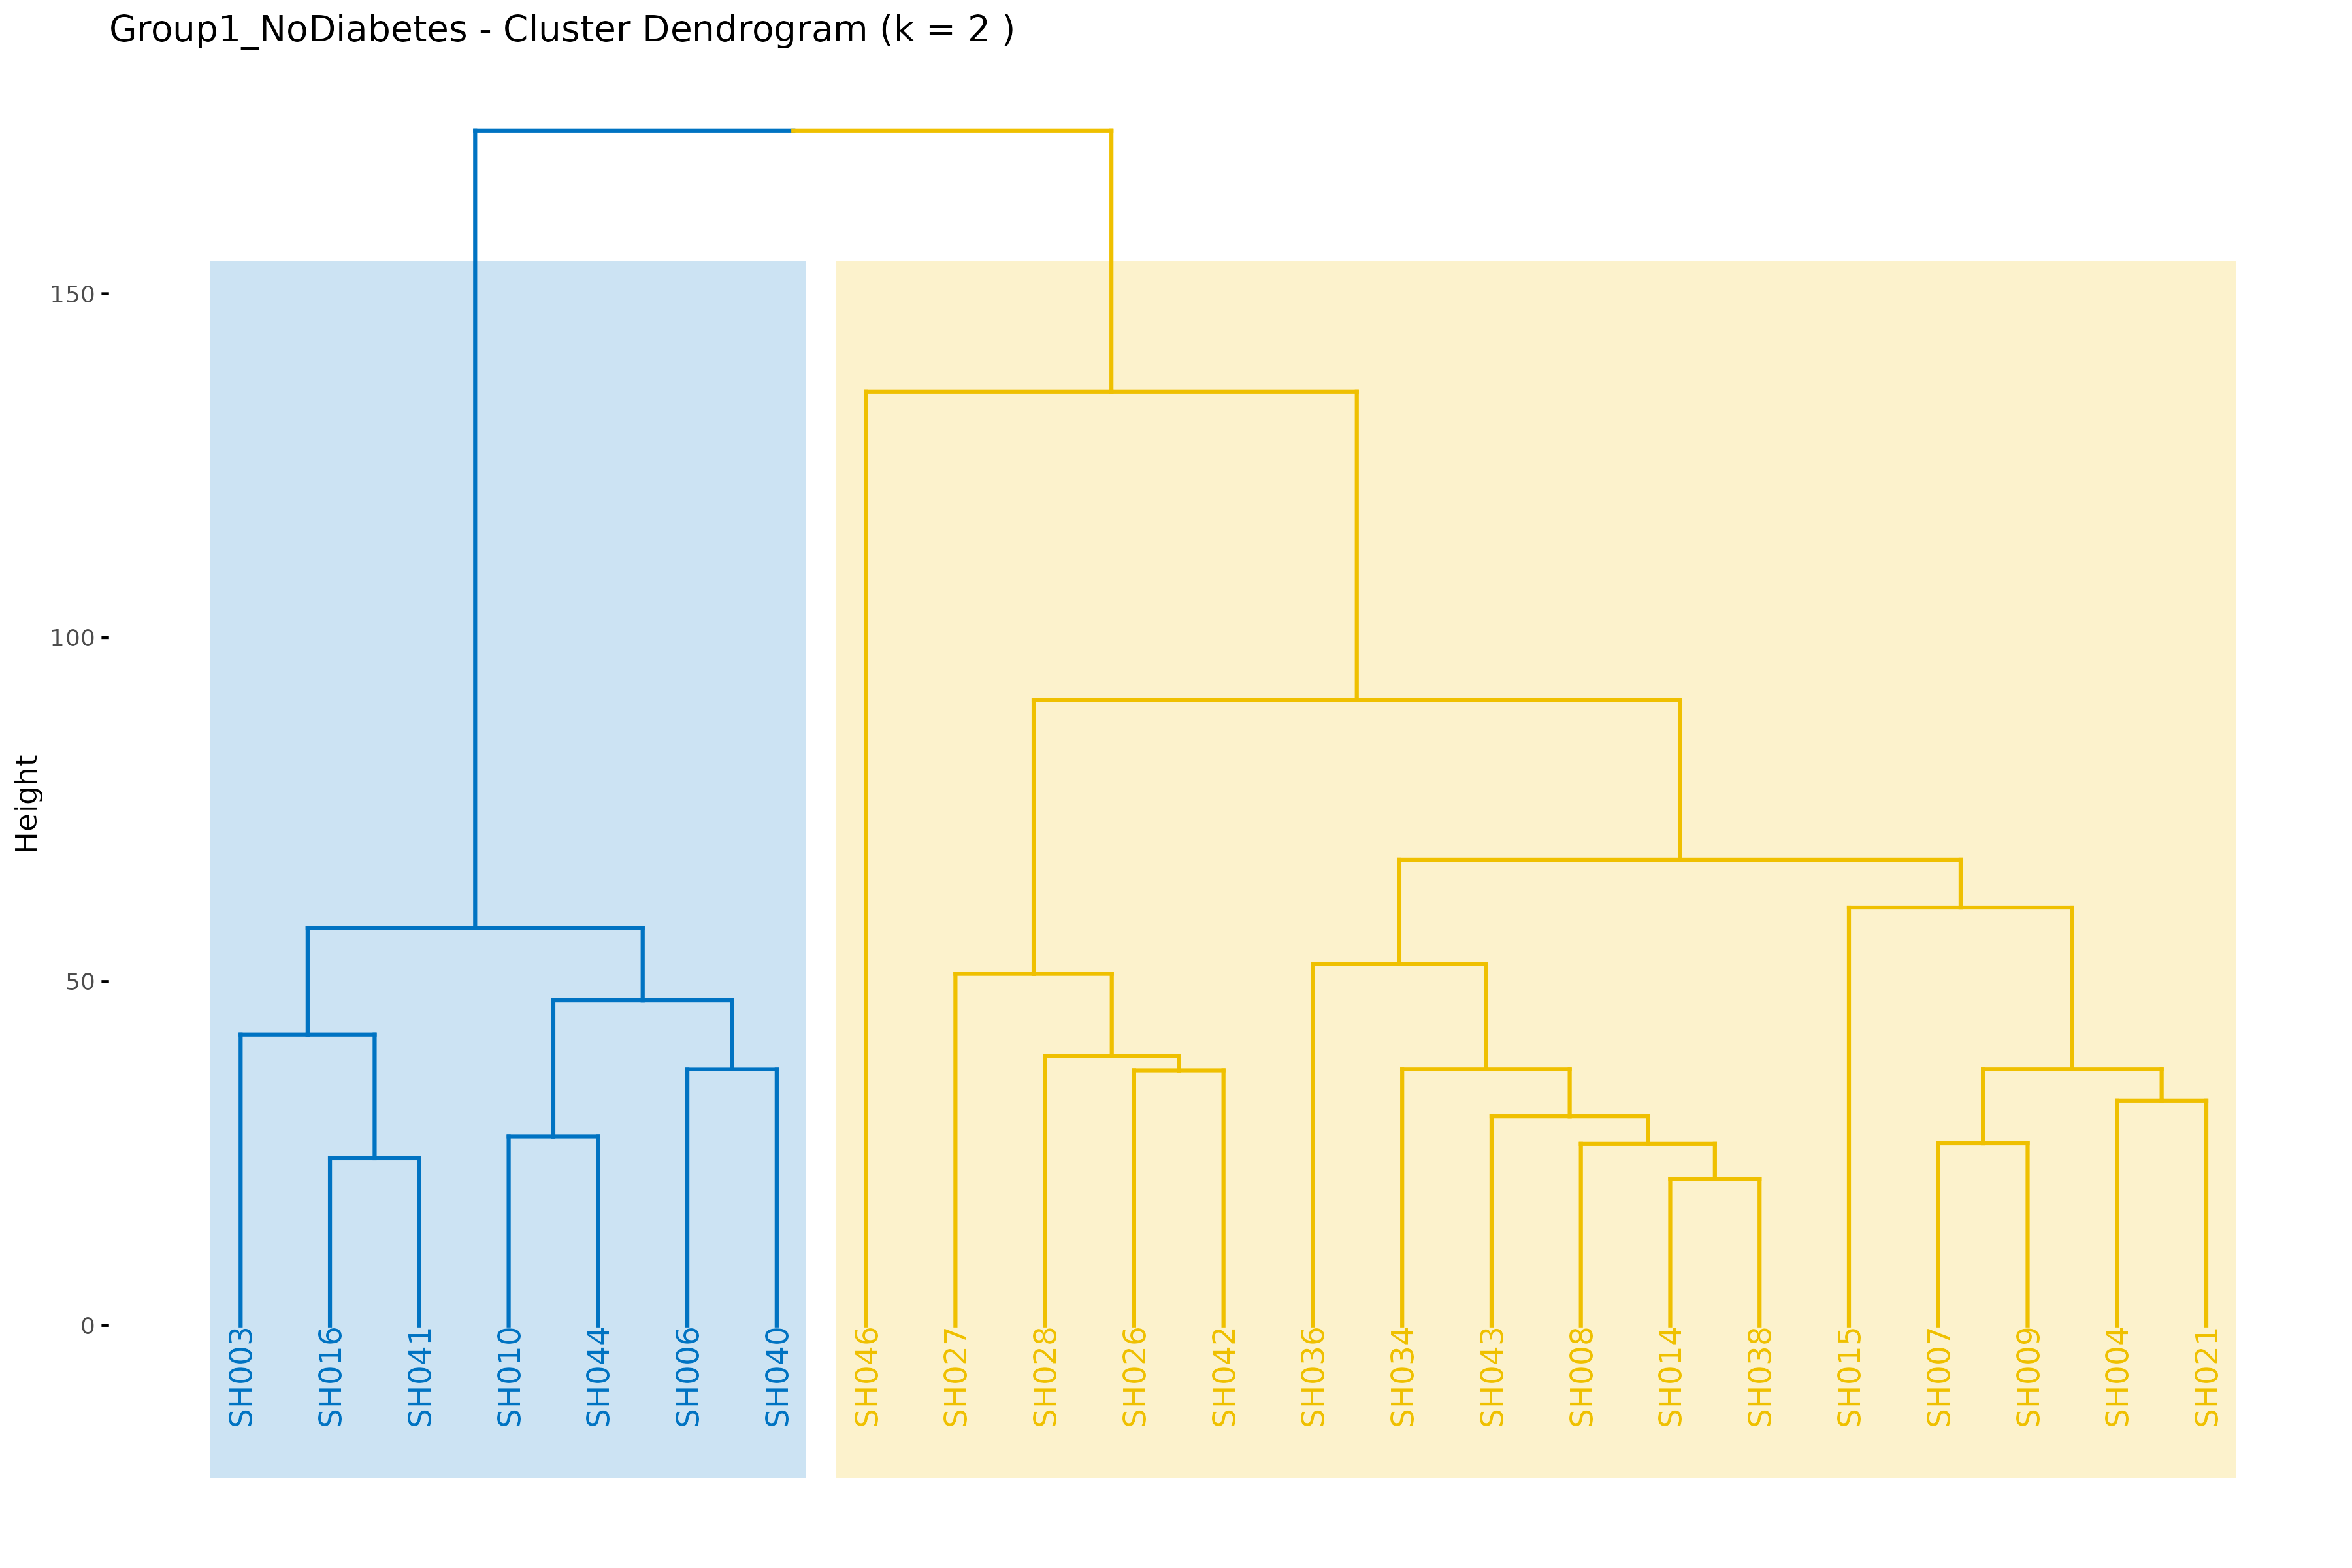 Group1_NoDiabetes - Cluster Dendrogram (k = 2 )
150
100
50
0
Height
SH003
SH016
SH041
SH010
SH044
SH006
SH040
SH046
SH027
SH028
SH026
SH042
SH036
SH034
SH043
SH008
SH014
SH038
SH015
SH007
SH009
SH004
SH021